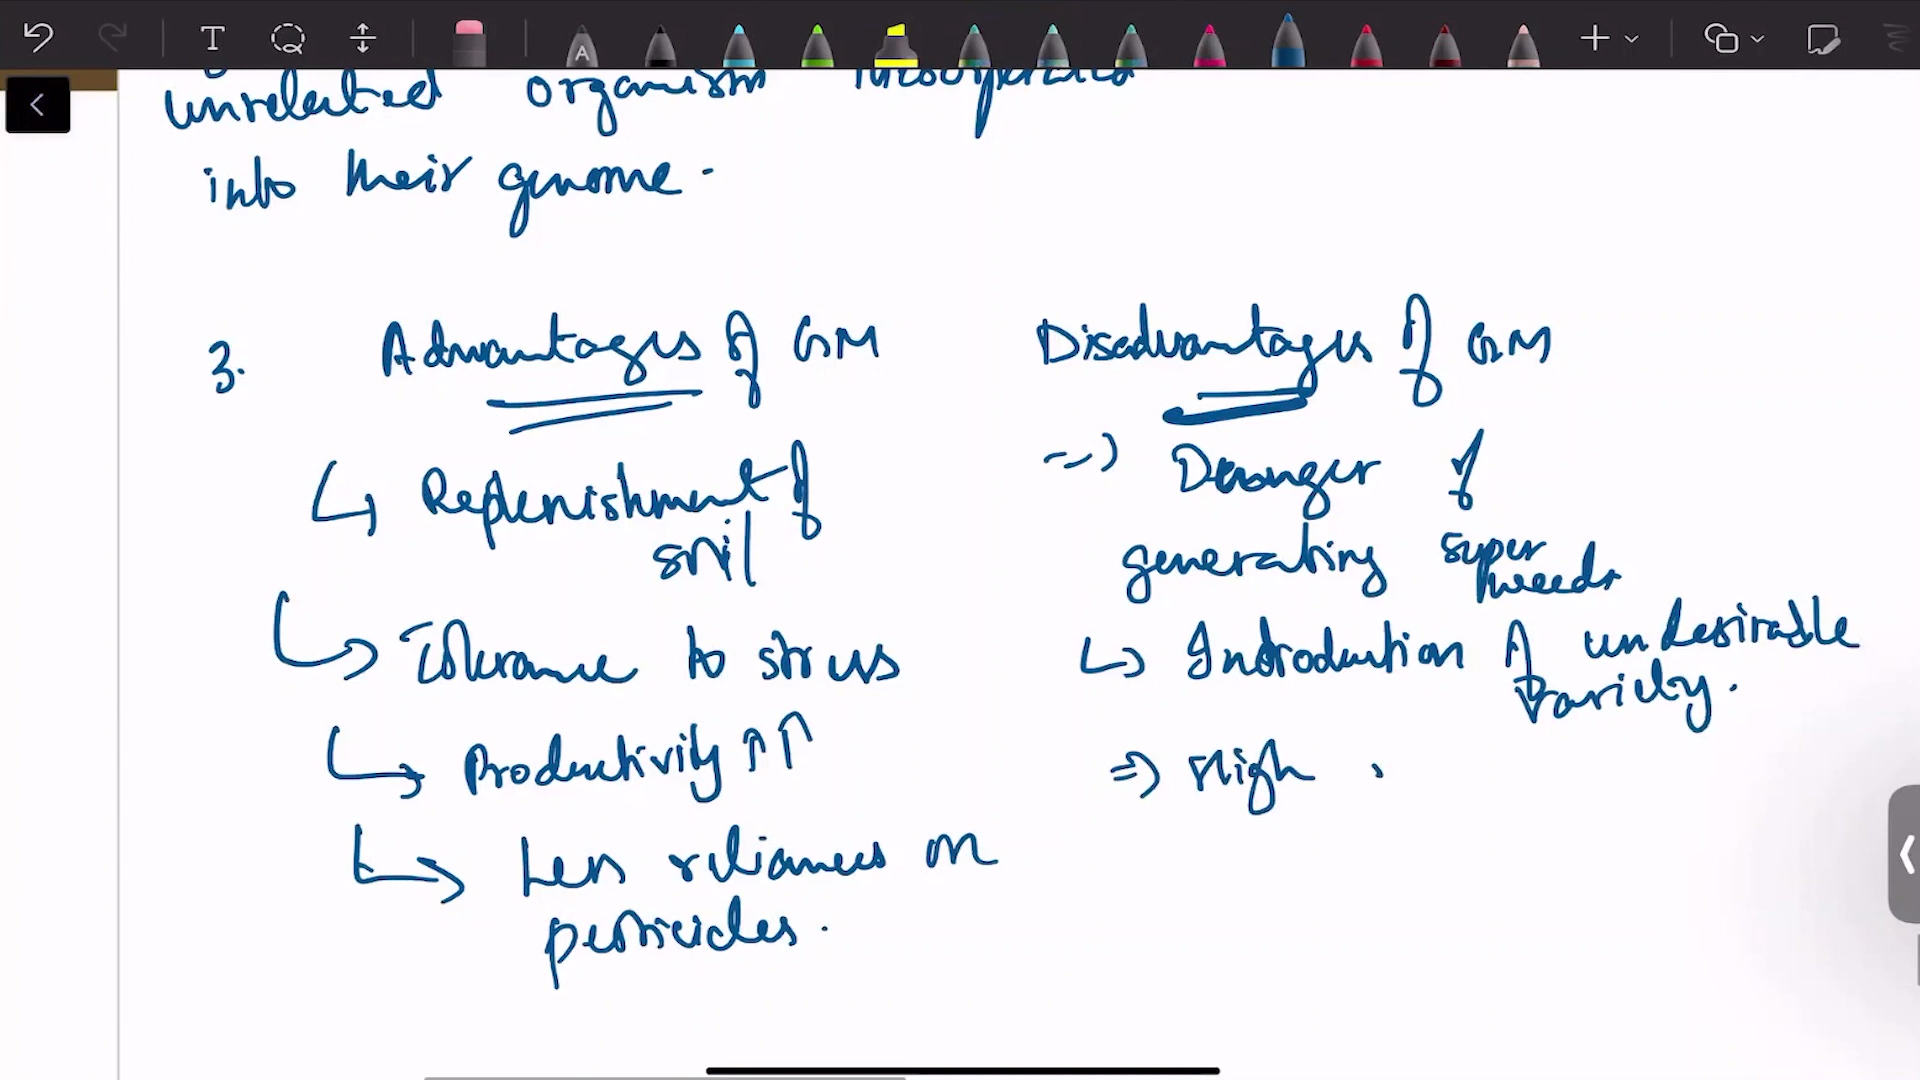 unrelated organism incorporated
into their genome.
3. Advantages of GM
Replenishment of
soil
Tolerance to stress
Productivity ↑↑
Less reliances on
pesticides.
Disadvantages of GM
Danger of
generating super
weeds
Introduction of undesirable
variety.
⇒ High
T
A